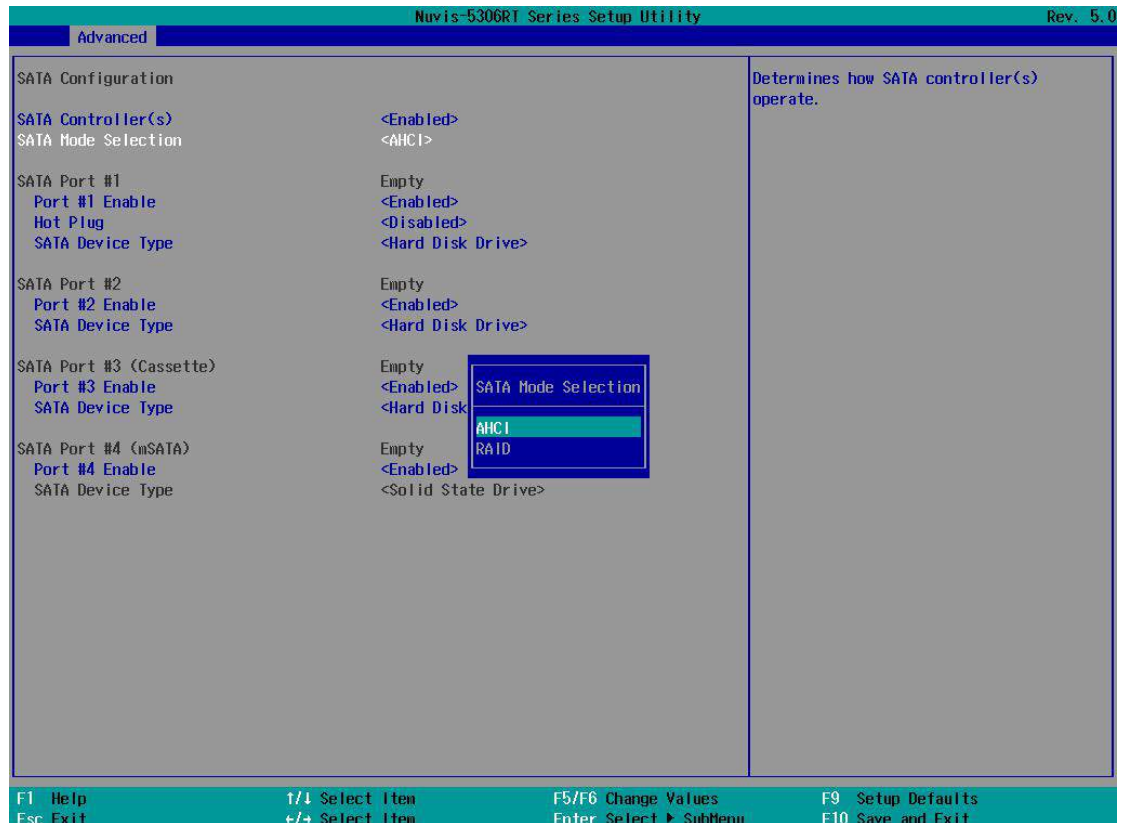 Nuvis-5306RT Series Setup Utility Rev. 5.0
Advanced
SATA Configuration
Determines how SATA controller(s)
operate.
SATA Controller(s) <Enabled>
SATA Mode Selection <AHCI>
SATA Port #1 Empty
Port #1 Enable <Enabled>
Hot Plug <Disabled>
SATA Device Type <Hard Disk Drive>
SATA Port #2 Empty
Port #2 Enable <Enabled>
SATA Device Type <Hard Disk Drive>
SATA Port #3 (Cassette) Empty
Port #3 Enable <Enabled>
SATA Device Type <Hard Disk
SATA Port #4 (mSATA) Empty
Port #4 Enable <Enabled>
SATA Device Type <Solid State Drive>
SATA Mode Selection
AHCI
RAID
F1 Help ↑/↓ Select Item F5/F6 Change Values F9 Setup Defaults
Esc Exit ←/→ Select Item Enter Select ▶ SubMenu F10 Save and Exit